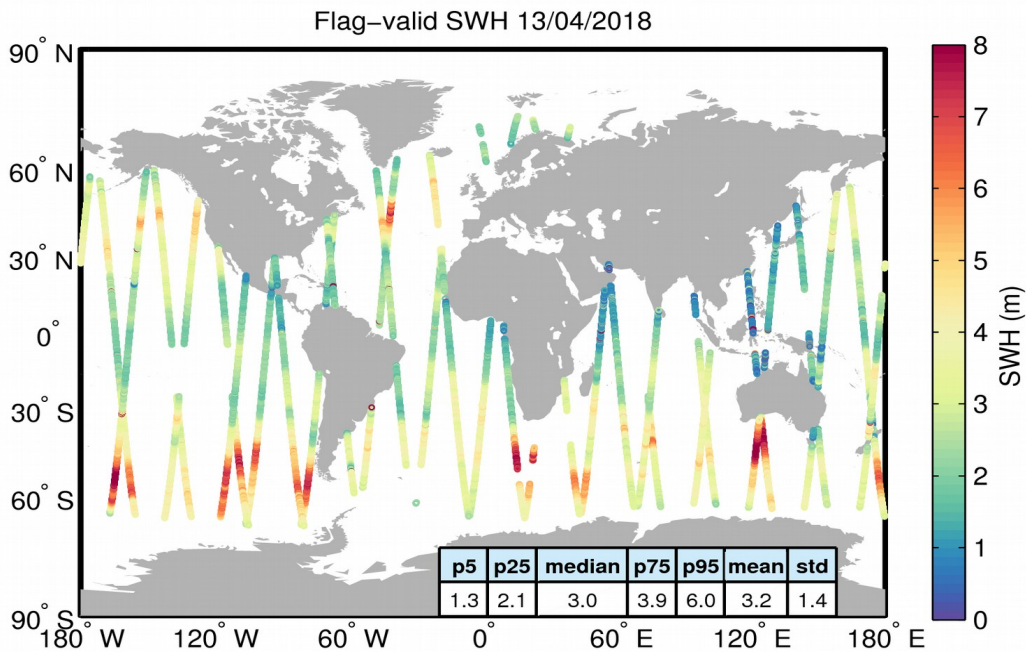 Flag−valid SWH 13/04/2018
90° N
60° N
30° N
0°
30° S
60° S
90° S
180° W
120° W
60° W
0°
60° E
120° E
180° E
p5 p25 median p75 p95 mean std
1.3 2.1 3.0 3.9 6.0 3.2 1.4
8
7
6
5
4
3
2
1
0
SWH (m)